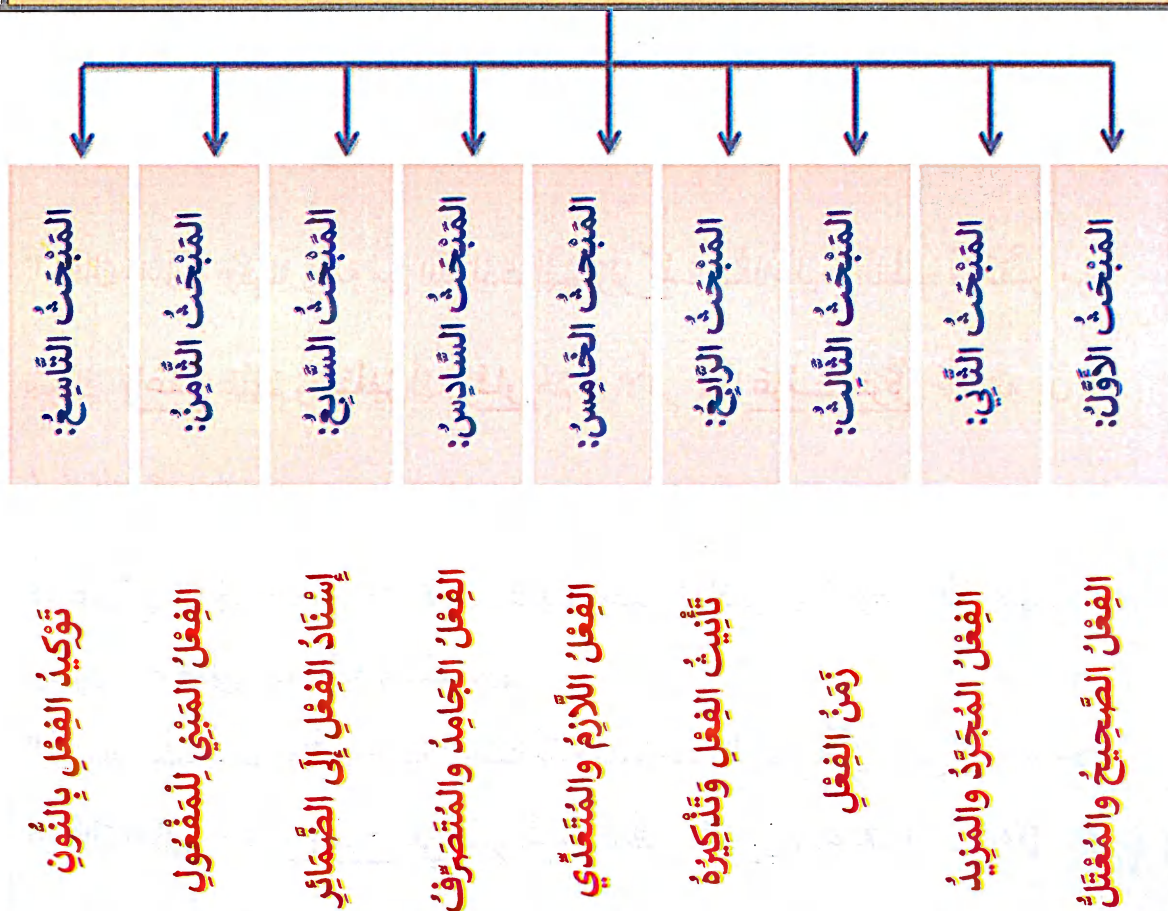 المَبْحَثُ الأَوَّلُ:
الفِعْلُ الصَّحِيحُ والمُعْتَلُّ
المَبْحَثُ الثَّانِي:
الفِعْلُ المُجَرَّدُ والمَزِيدُ
المَبْحَثُ الثَّالِثُ:
زَمَنُ الفِعْلِ
المَبْحَثُ الرَّابِعُ:
تَأْنِيثُ الفِعْلِ وَتَذْكِيرُهُ
المَبْحَثُ الخَامِسُ:
الفِعْلُ اللَّازِمُ والمُتَعَدِّي
المَبْحَثُ السَّادِسُ:
الفِعْلُ الجَامِدُ والمُتَصَرِّفُ
المَبْحَثُ السَّابِعُ:
إِسْنَادُ الفِعْلِ إِلَى الضَّمَائِرِ
المَبْحَثُ الثَّامِنُ:
الفِعْلُ المَبْنِي لِلْمَفْعُولِ
المَبْحَثُ التَّاسِعُ:
تَوْكِيدُ الفِعْلِ بِالنُّونِ